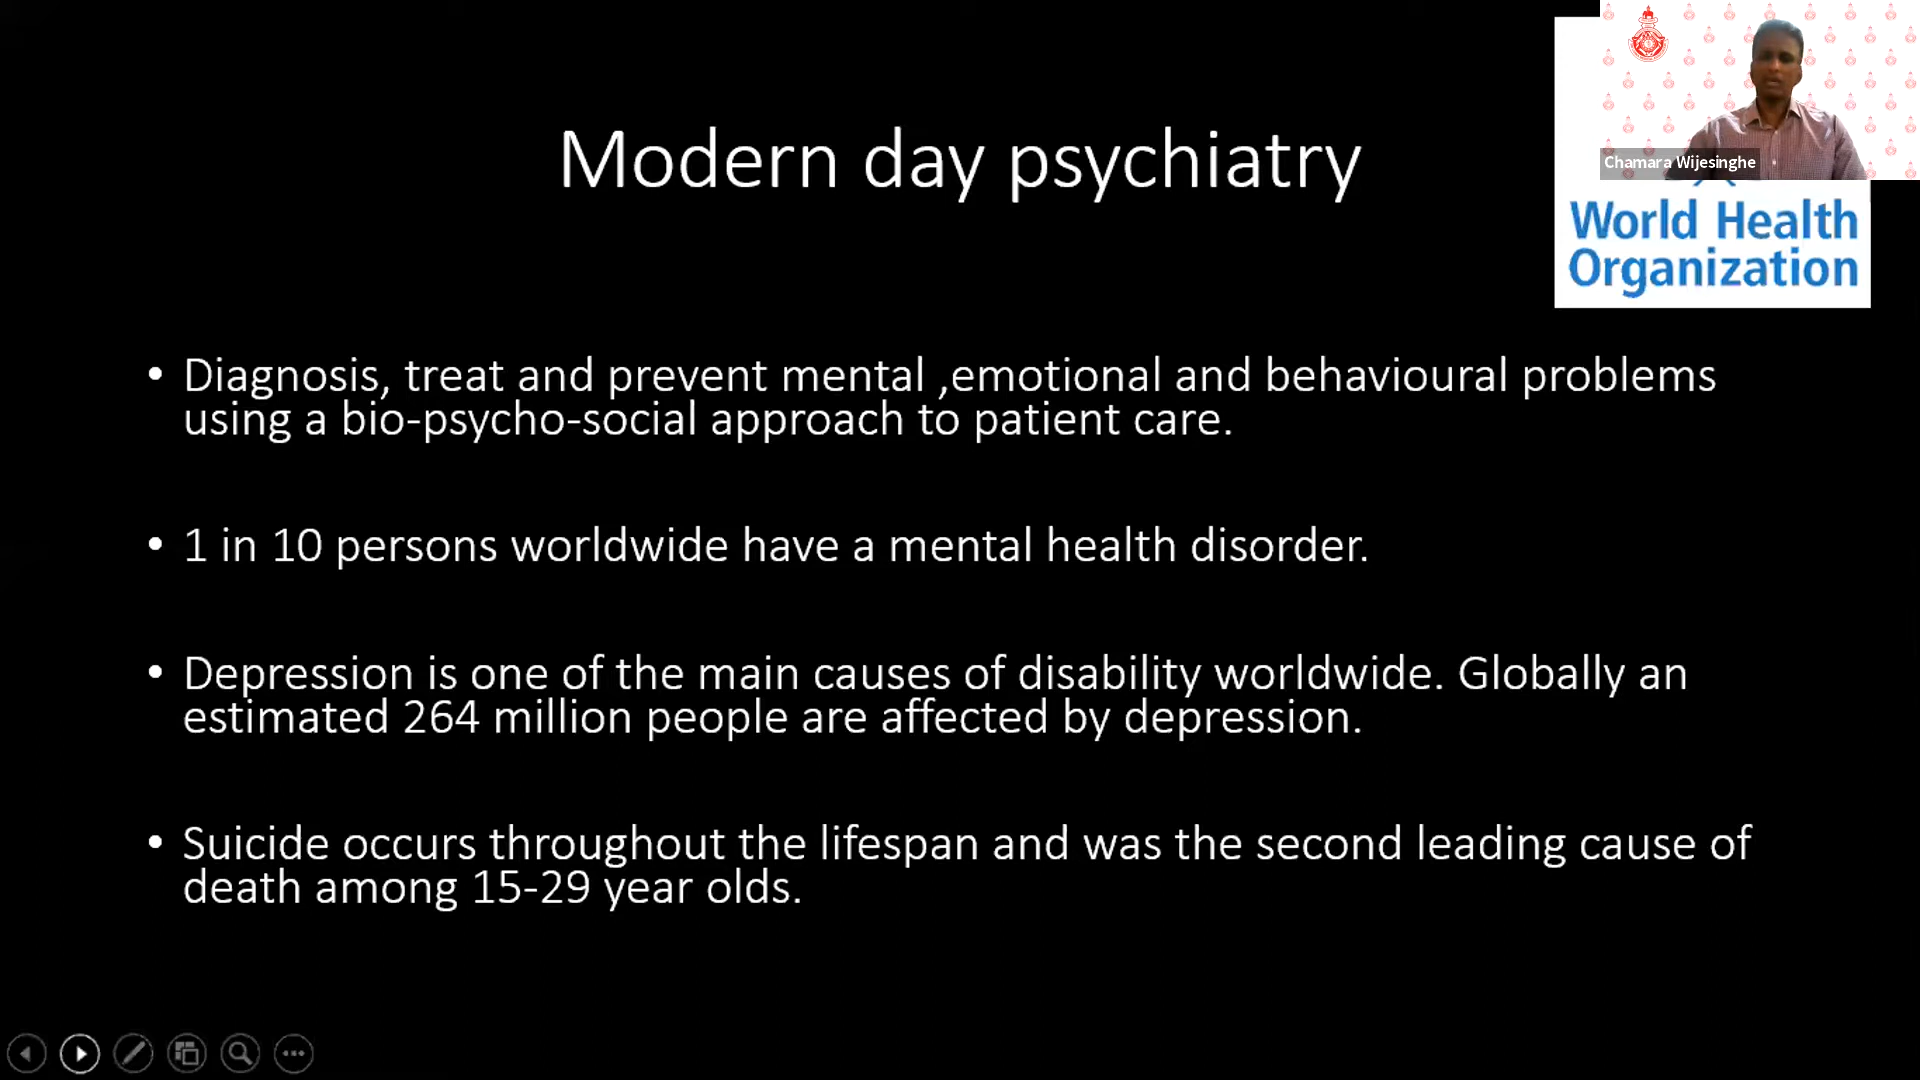 Modern day psychiatry
Chamara Wijesinghe
World Health
Organization
• Diagnosis, treat and prevent mental ,emotional and behavioural problems
using a bio-psycho-social approach to patient care.
• 1 in 10 persons worldwide have a mental health disorder.
• Depression is one of the main causes of disability worldwide. Globally an
estimated 264 million people are affected by depression.
• Suicide occurs throughout the lifespan and was the second leading cause of
death among 15-29 year olds.